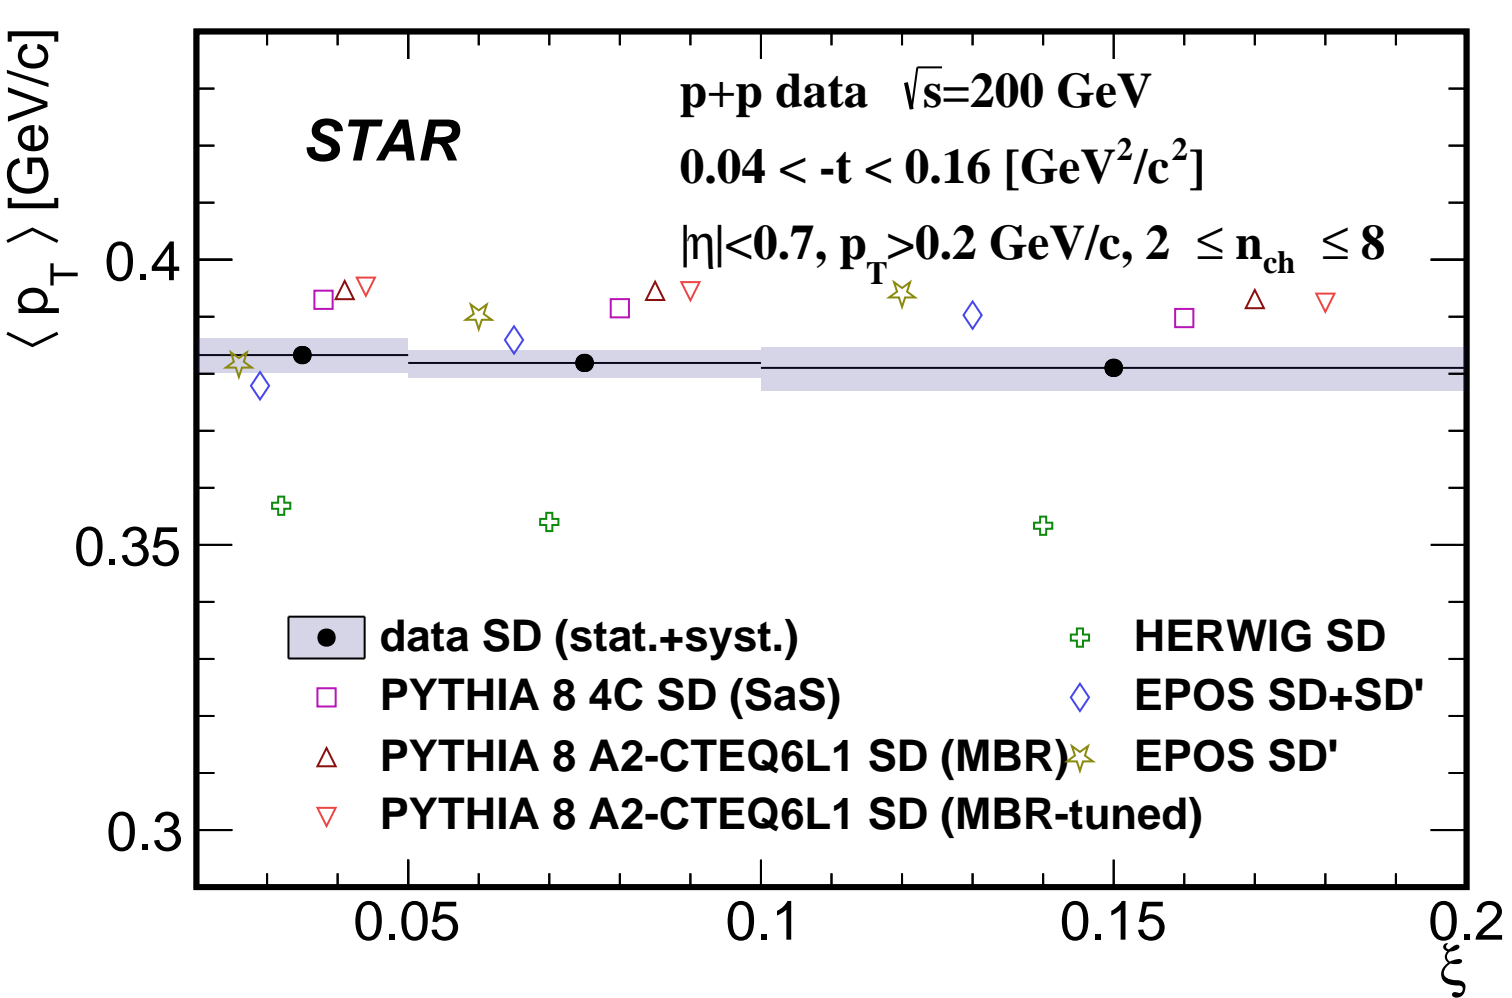 ⟨ p_T ⟩ [GeV/c]
STAR
p+p data √s=200 GeV
0.04 < -t < 0.16 [GeV²/c²]
|η|<0.7, p_T>0.2 GeV/c, 2 ≤ n_ch ≤ 8
0.4
0.35
0.3
data SD (stat.+syst.)
PYTHIA 8 4C SD (SaS)
PYTHIA 8 A2-CTEQ6L1 SD (MBR)
PYTHIA 8 A2-CTEQ6L1 SD (MBR-tuned)
HERWIG SD
EPOS SD+SD'
EPOS SD'
0.05 0.1 0.15 0.2
ξ